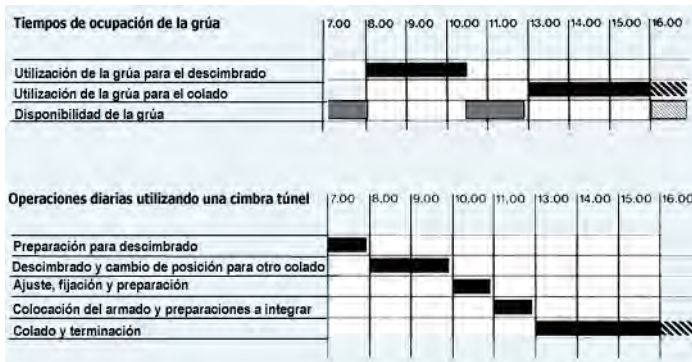 Tiempos de ocupación de la grúa 7.00 8.00 9.00 10.00 11.00 13.00 14.00 15.00 16.00
Utilización de la grúa para el descimbrado
Utilización de la grúa para el colado
Disponibilidad de la grúa
Operaciones diarias utilizando una cimbra túnel 7.00 8.00 9.00 10.00 11.00 13.00 14.00 15.00 16.00
Preparación para descimbrado
Descimbrado y cambio de posición para otro colado
Ajuste, fijación y preparación
Colocación del armado y preparaciones a integrar
Colado y terminación